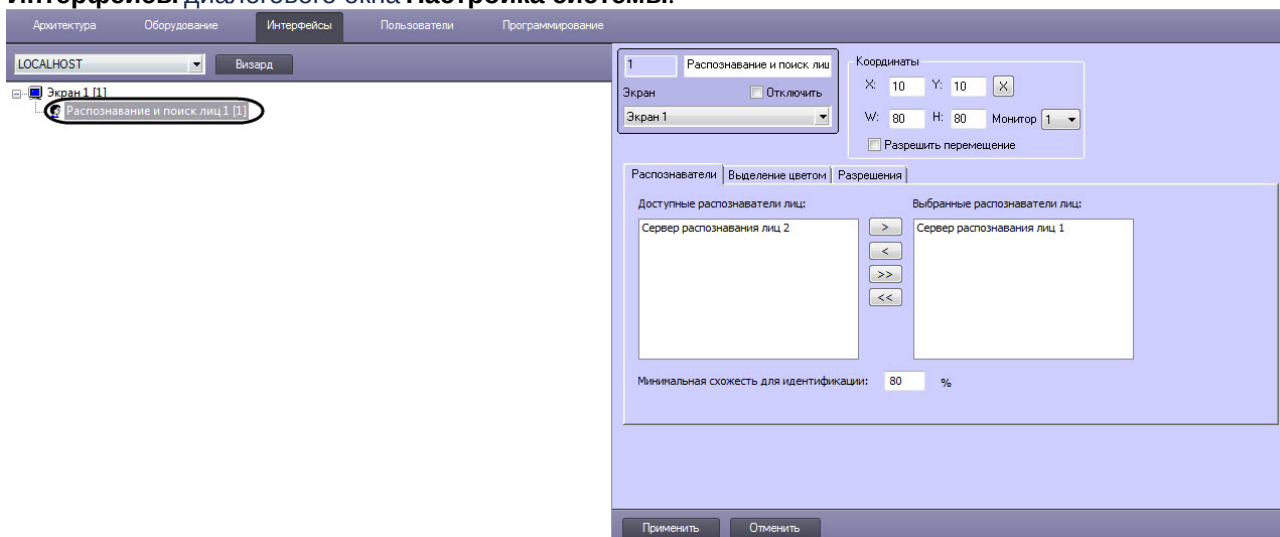 Интерфейсы диалогового окна Настройка системы.
Архитектура Оборудование Интерфейсы Пользователи Программирование
LOCALHOST Визард
Экран 1 [1]
Распознавание и поиск лиц 1 [1]
1 Распознавание и поиск лиц
Экран Отключить
Экран 1
Координаты
X: 10 Y: 10 X
W: 80 H: 80 Монитор 1
Разрешить перемещение
Распознаватели Выделение цветом Разрешения
Доступные распознаватели лиц: Выбранные распознаватели лиц:
Сервер распознавания лиц 2 > Сервер распознавания лиц 1
<
>>
<<
Минимальная схожесть для идентификации: 80 %
Применить Отменить